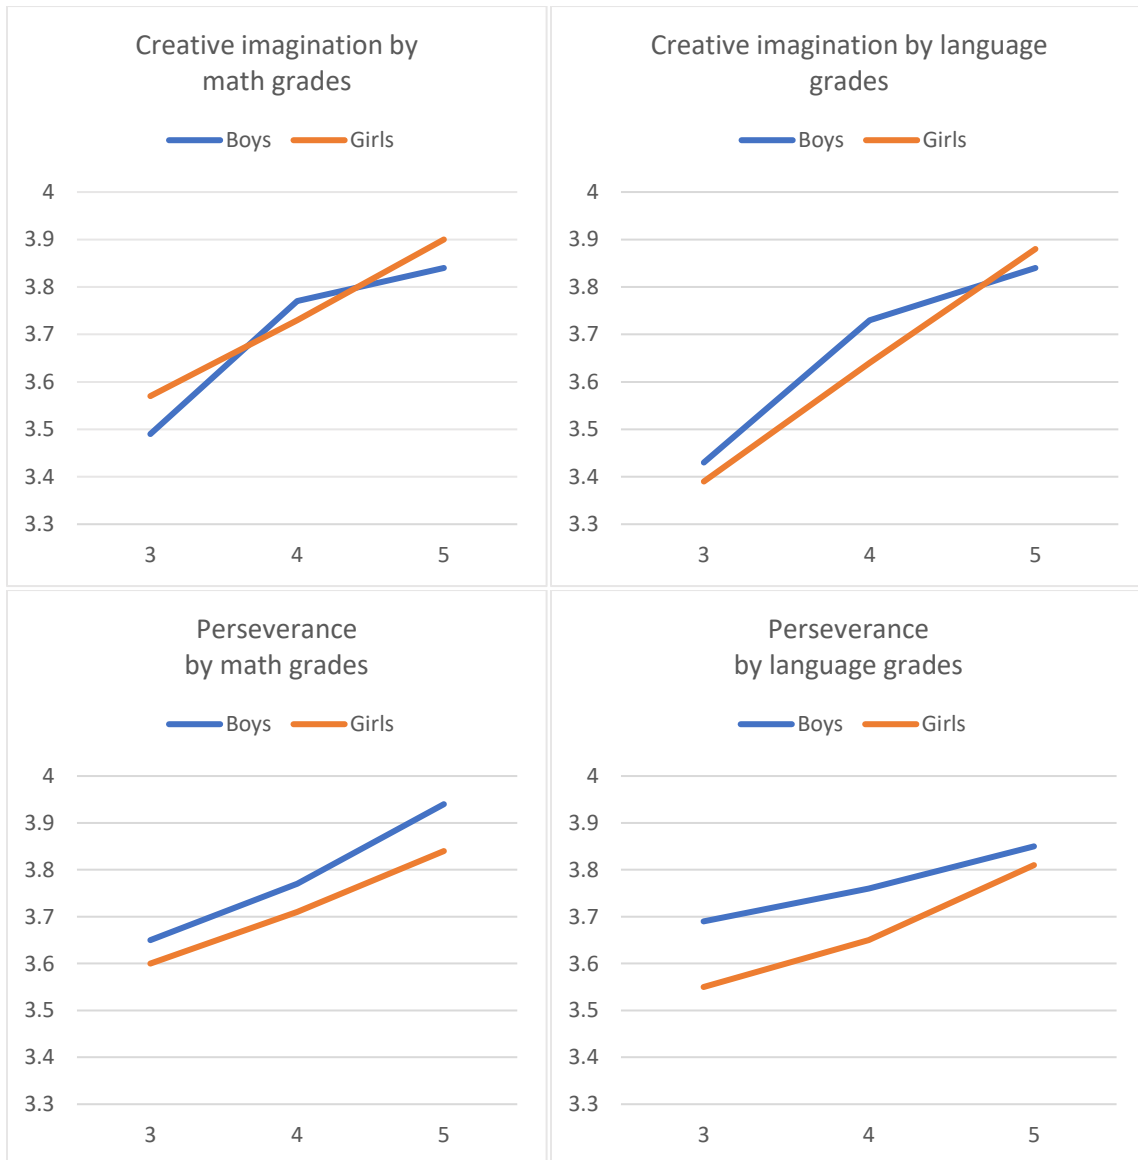 Creative imagination by
math grades
Boys Girls
4
3.9
3.8
3.7
3.6
3.5
3.4
3.3
3 4 5
Creative imagination by language
grades
Boys Girls
4
3.9
3.8
3.7
3.6
3.5
3.4
3.3
3 4 5
Perseverance
by math grades
Boys Girls
4
3.9
3.8
3.7
3.6
3.5
3.4
3.3
3 4 5
Perseverance
by language grades
Boys Girls
4
3.9
3.8
3.7
3.6
3.5
3.4
3.3
3 4 5